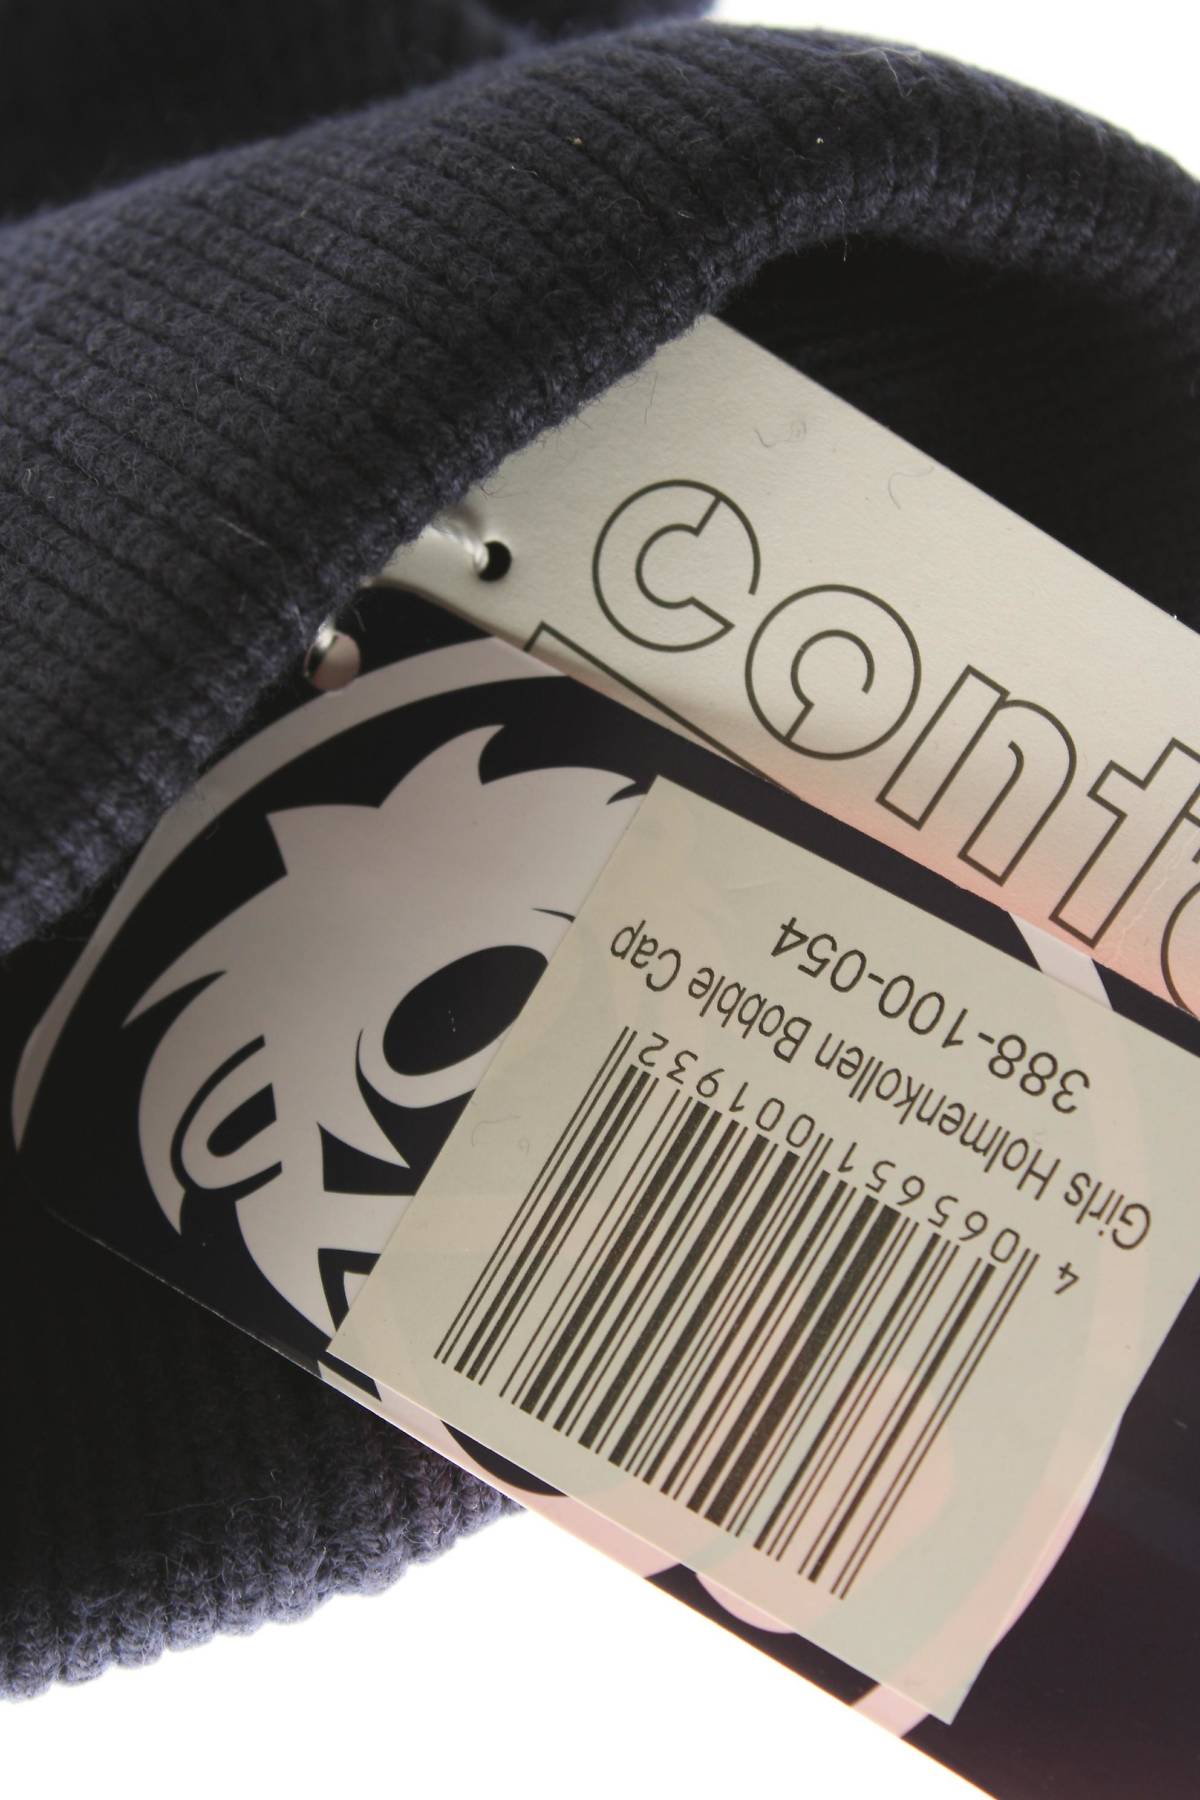 cont
4 065651 001932
Girls Holmenkollen Bobble Cap
388-100-054